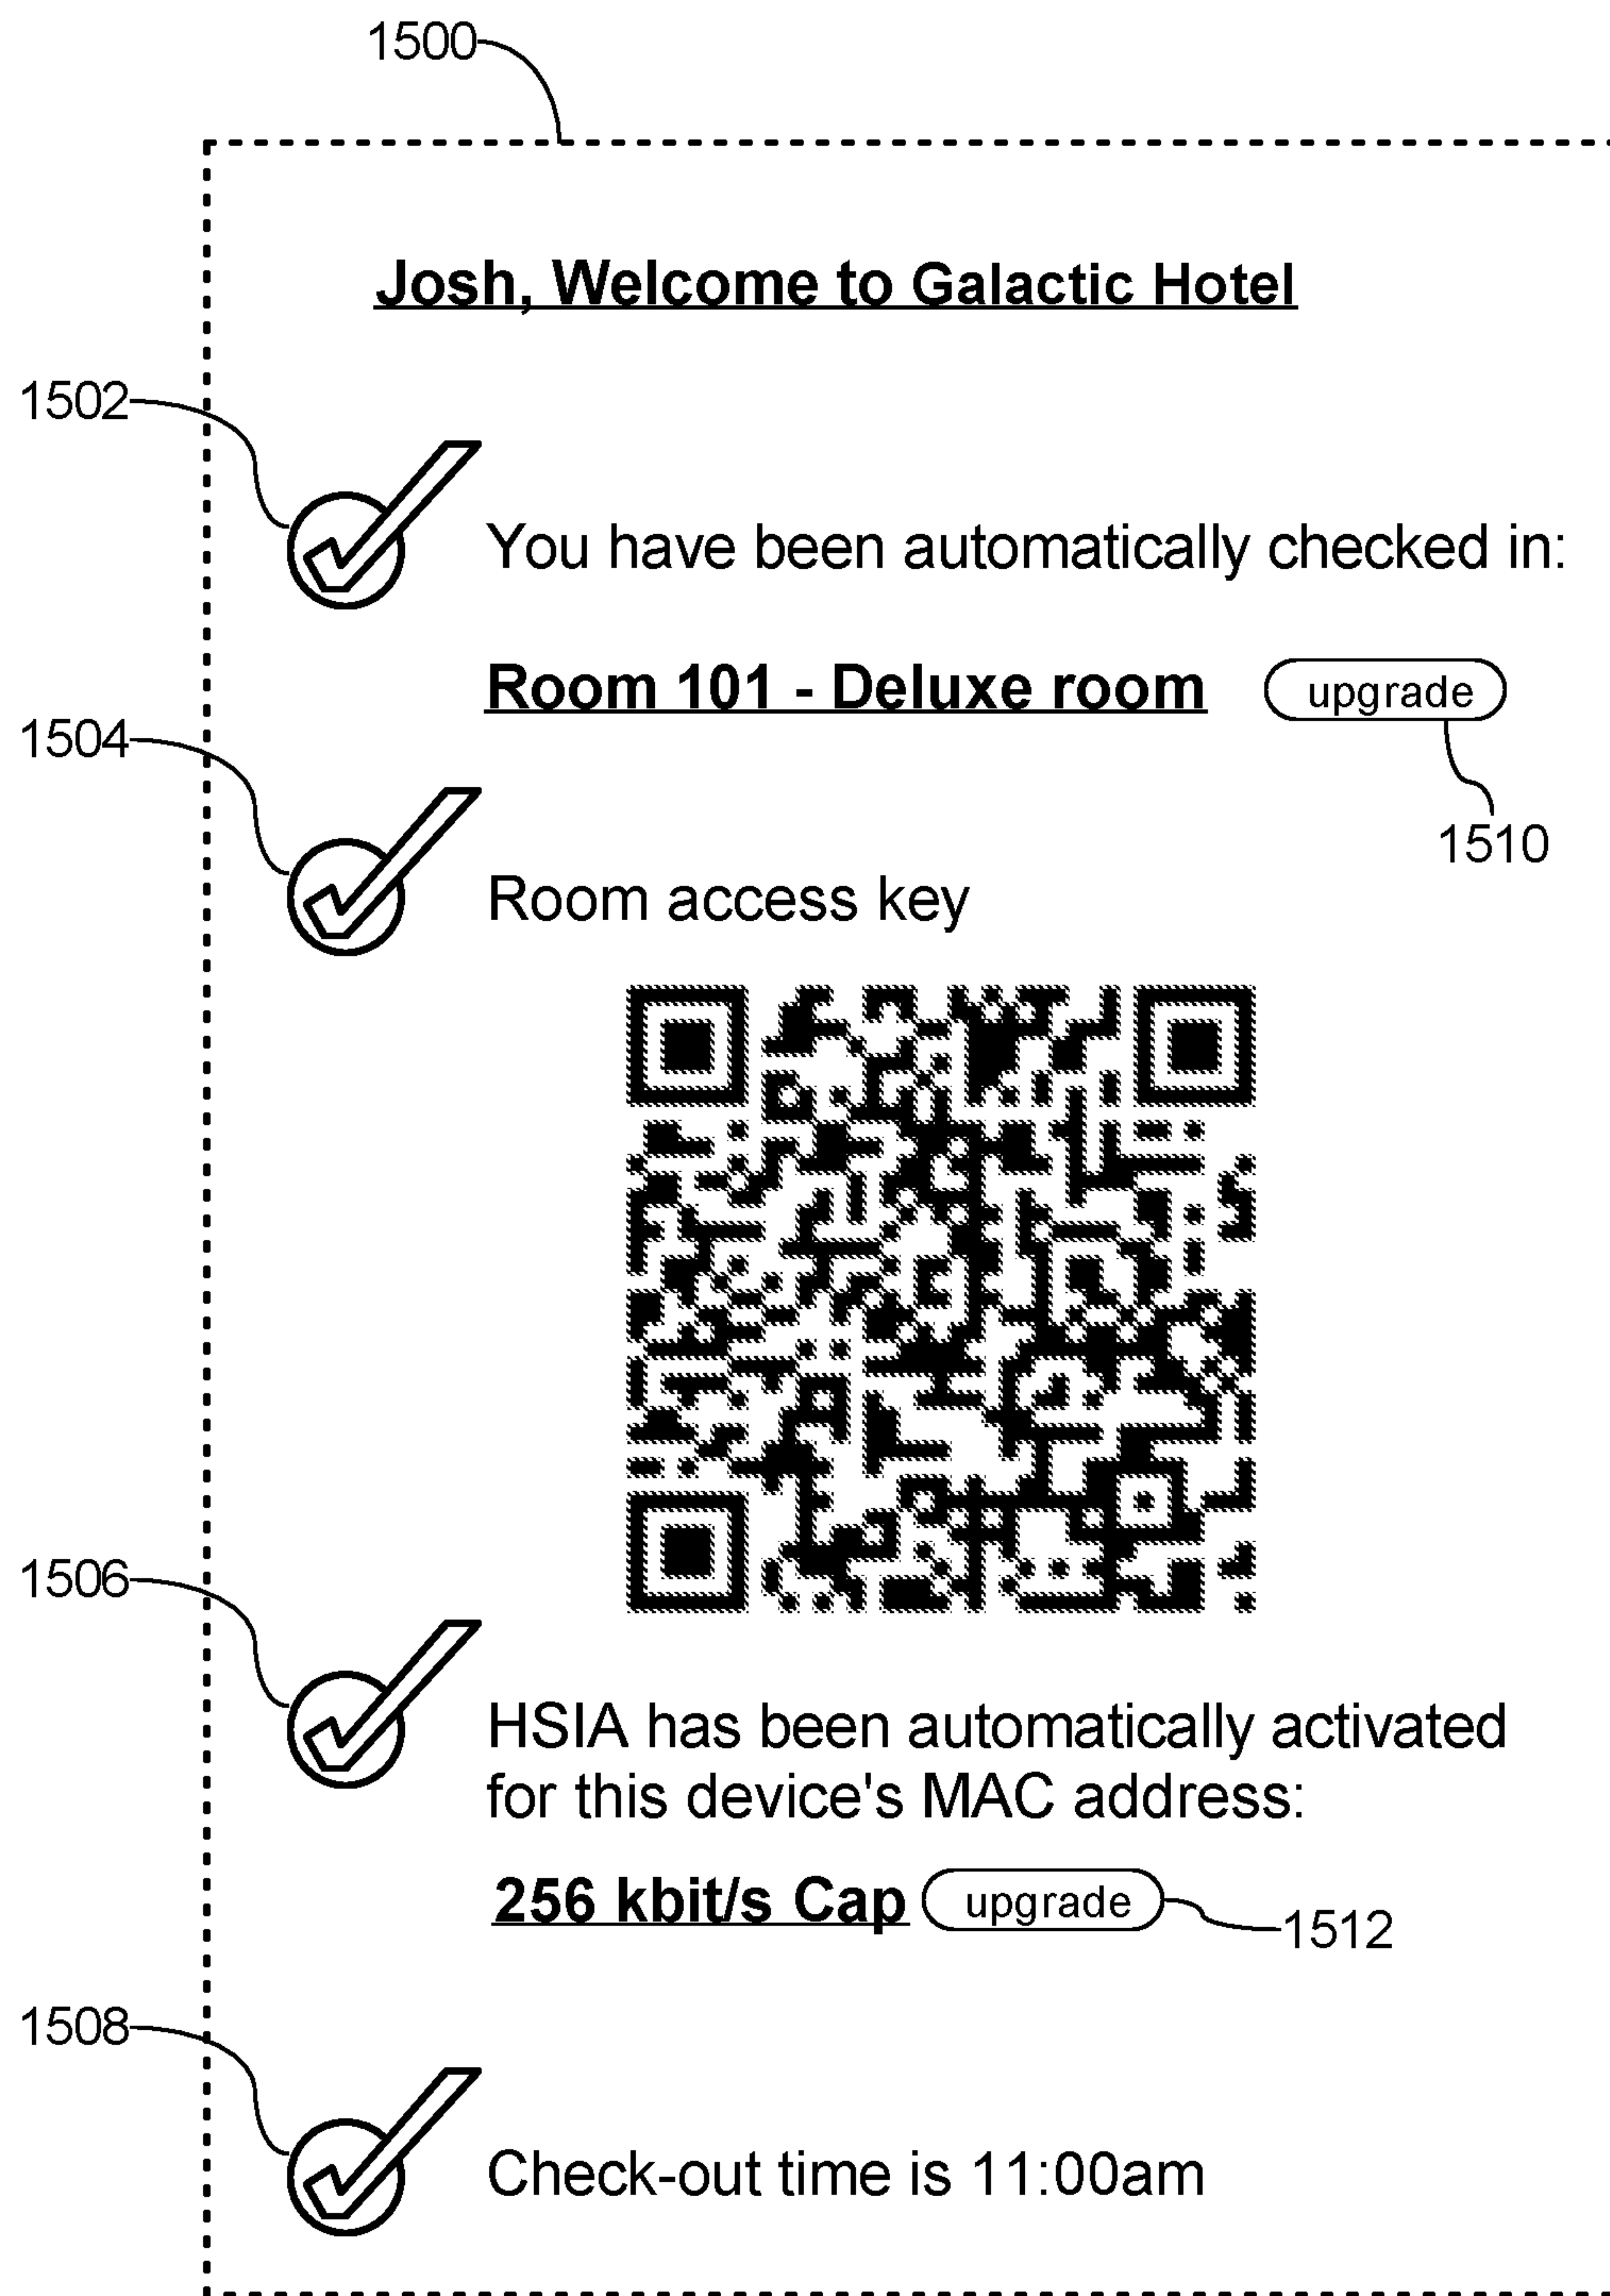 1500
Josh, Welcome to Galactic Hotel
1502
You have been automatically checked in:
Room 101 - Deluxe room
upgrade
1504
1510
Room access key
1506
HSIA has been automatically activated
for this device's MAC address:
256 kbit/s Cap
upgrade
1512
1508
Check-out time is 11:00am